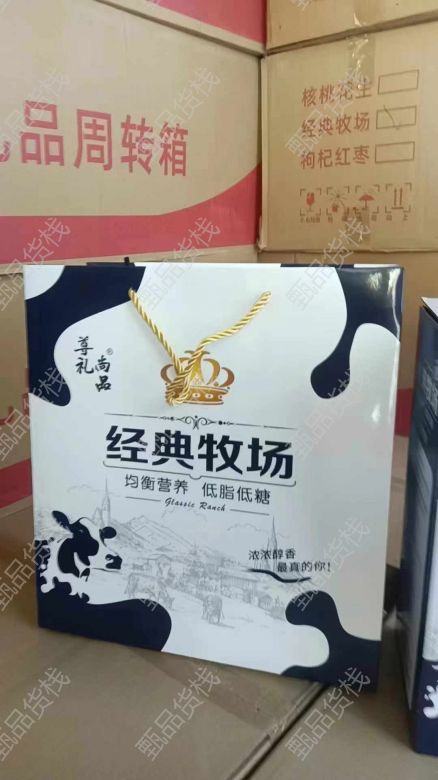 品周转箱
核桃花生
经典牧场
枸杞红枣
尊礼
尚品®
经典牧场
均衡营养 低脂低糖
Glassic Ranch
浓浓醇香
最真的你！
甄品货栈